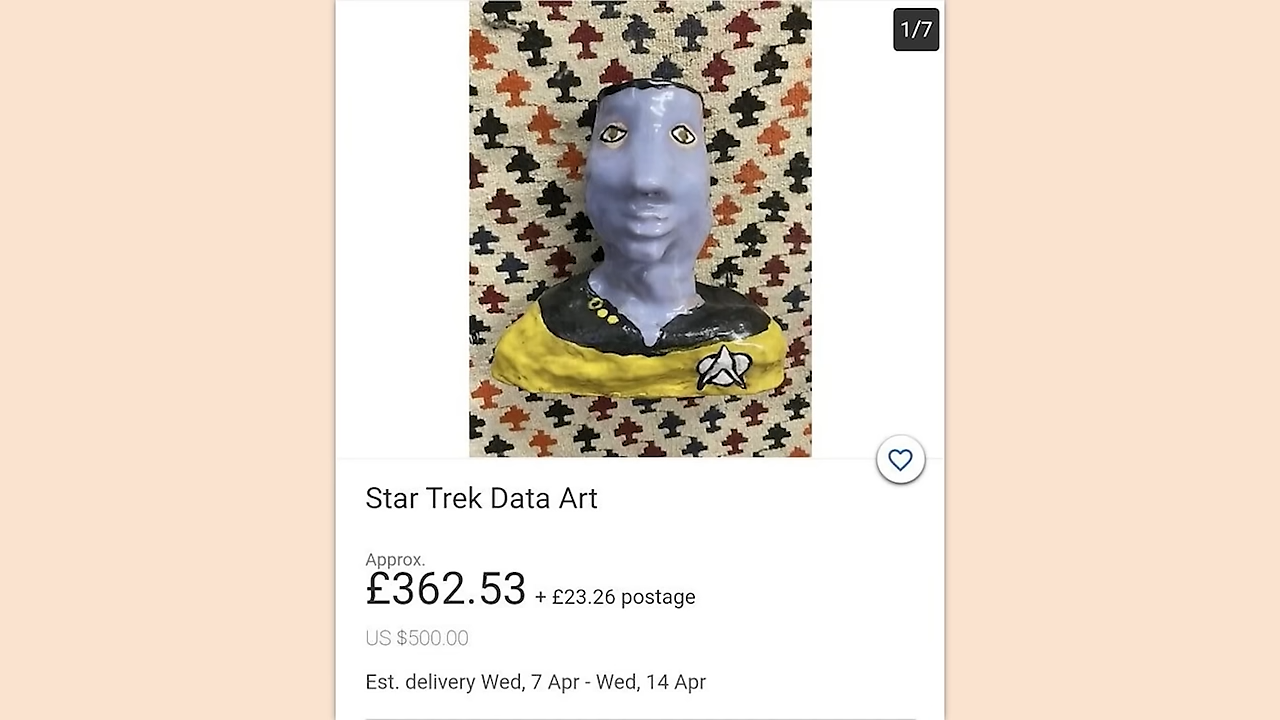 1/7
Star Trek Data Art
Approx.
£362.53 + £23.26 postage
US $500.00
Est. delivery Wed, 7 Apr - Wed, 14 Apr